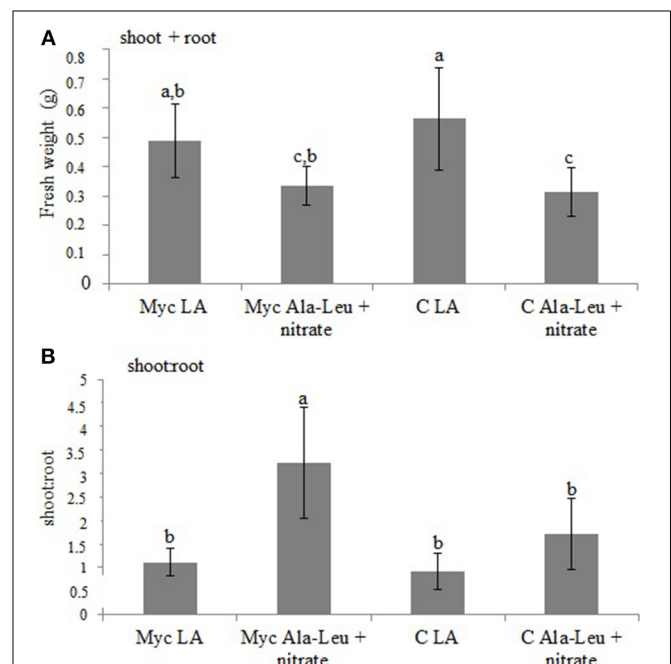 A
shoot + root
0.8
0.7
0.6
0.5
0.4
0.3
0.2
0.1
0
Fresh weight (g)
a,b
c,b
a
c
Myc LA
Myc Ala-Leu +
nitrate
C LA
C Ala-Leu +
nitrate
B
shoot:root
5
4.5
4
3.5
3
2.5
2
1.5
1
0.5
0
shoot:root
b
a
b
b
Myc LA
Myc Ala-Leu +
nitrate
C LA
C Ala-Leu +
nitrate